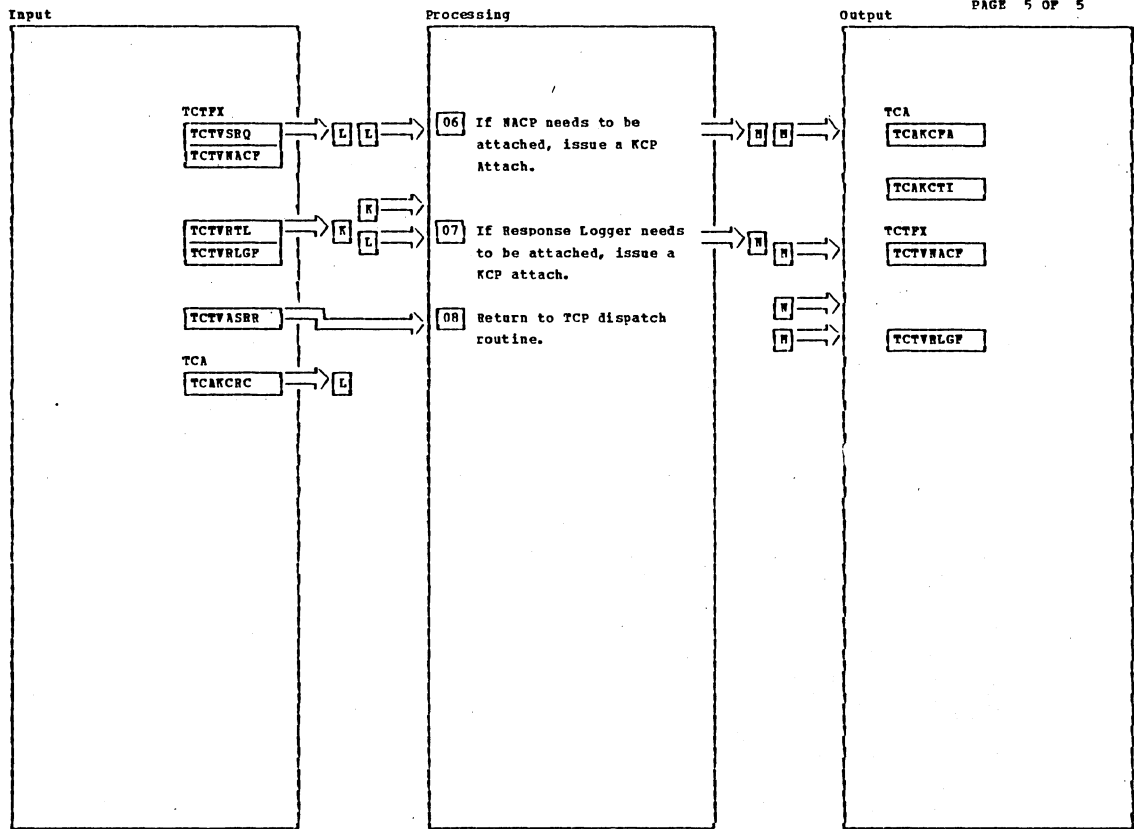 PAGE 5 OF 5
Input
Processing
Output
TCTFX
TCTVSRQ
TCTVNACP
L
L
06 If NACP needs to be
attached, issue a KCP
Attach.
TCA
TCAKCFA
TCAKCTI
K
TCTVRTL
TCTVRLGF
K
L
07 If Response Logger needs
to be attached, issue a
KCP attach.
TCTFX
TCTVNACF
TCTVASRR
08 Return to TCP dispatch
routine.
TCTVRLGF
TCA
TCAKCRC
L